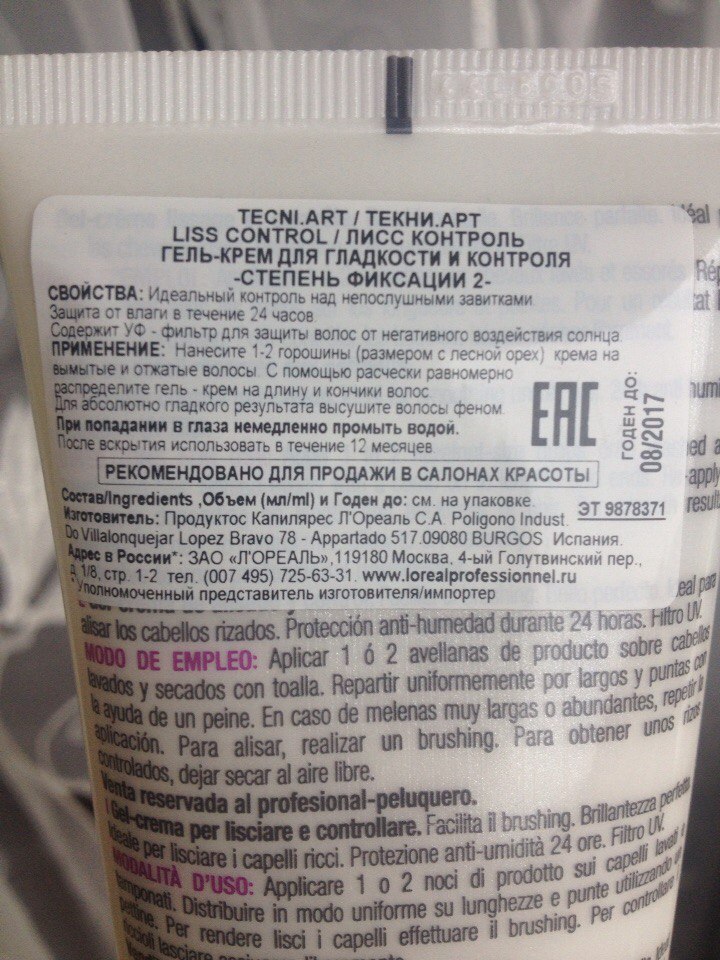 TECNI.ART / ТЕКНИ.АРТ
LISS CONTROL / ЛИСС КОНТРОЛЬ
ГЕЛЬ-КРЕМ ДЛЯ ГЛАДКОСТИ И КОНТРОЛЯ
-СТЕПЕНЬ ФИКСАЦИИ 2-
СВОЙСТВА: Идеальный контроль над непослушными завитками.
Защита от влаги в течение 24 часов.
Содержит УФ - фильтр для защиты волос от негативного воздействия солнца.
ПРИМЕНЕНИЕ: Нанесите 1-2 горошины (размером с лесной орех) крема на
вымытые и отжатые волосы. С помощью расчески равномерно
распределите гель - крем на длину и кончики волос.
Для абсолютно гладкого результата высушите волосы феном.
При попадании в глаза немедленно промыть водой.
После вскрытия использовать в течение 12 месяцев.
EAC
ГОДЕН ДО:
08/2017
РЕКОМЕНДОВАНО ДЛЯ ПРОДАЖИ В САЛОНАХ КРАСОТЫ
Состав/Ingredients ,Объем (мл/ml) и Годен до: см. на упаковке.
ЭТ 9878371
Изготовитель: Продуктос Капилярес Л'Ореаль С.А. Poligono Indust.
Do Villalonquejar Lopez Bravo 78 - Appartado 517.09080 BURGOS Испания.
Адрес в России*: ЗАО «Л'ОРЕАЛЬ»,119180 Москва, 4-ый Голутвинский пер.,
д. 1/8, стр. 1-2 тел. (007 495) 725-63-31. www.lorealprofessionnel.ru
*Уполномоченный представитель изготовителя/импортер
alisar los cabellos rizados. Protección anti-humedad durante 24 horas. Filtro UV.
MODO DE EMPLEO: Aplicar 1 ó 2 avellanas de producto sobre cabellos
lavados y secados con toalla. Repartir uniformemente por largos y puntas con
la ayuda de un peine. En caso de melenas muy largas o abundantes, repetir la
aplicación. Para alisar, realizar un brushing. Para obtener unos rizos
controlados, dejar secar al aire libre.
Venta reservada al profesional-peluquero.
I Gel-crema per lisciare e controllare. Facilita il brushing. Brillantezza perfetta.
Ideale per lisciare i capelli ricci. Protezione anti-umidità 24 ore. Filtro UV.
MODALITÀ D'USO: Applicare 1 o 2 noci di prodotto sui capelli lavati e
tamponati. Distribuire in modo uniforme su lunghezze e punte utilizzando un
pettine. Per rendere lisci i capelli effettuare il brushing. Per controllare